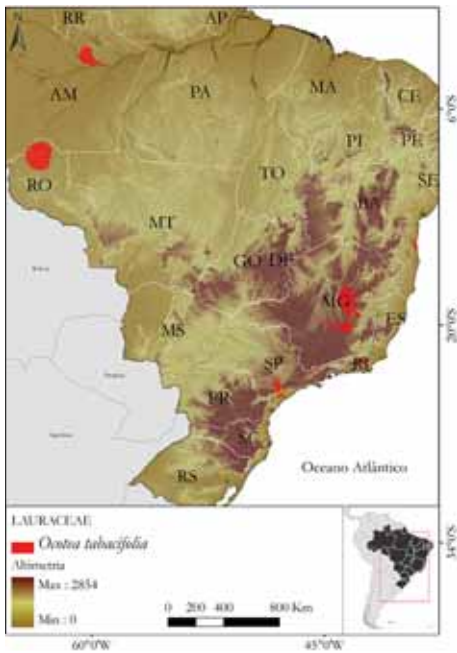 N
RR
AP
AM
PA
MA
CE
6°0'S
PI
PE
RO
TO
SE
BA
MT
GO DF
MG
MS
ES
20°0'S
SP
RJ
PR
SC
RS
Oceano Atlântico
LAURACEAE
Ocotea tabacifolia
Altimetria
Max : 2854
Min : 0
0 200 400 800 Km
34°0'S
60°0'W 45°0'W